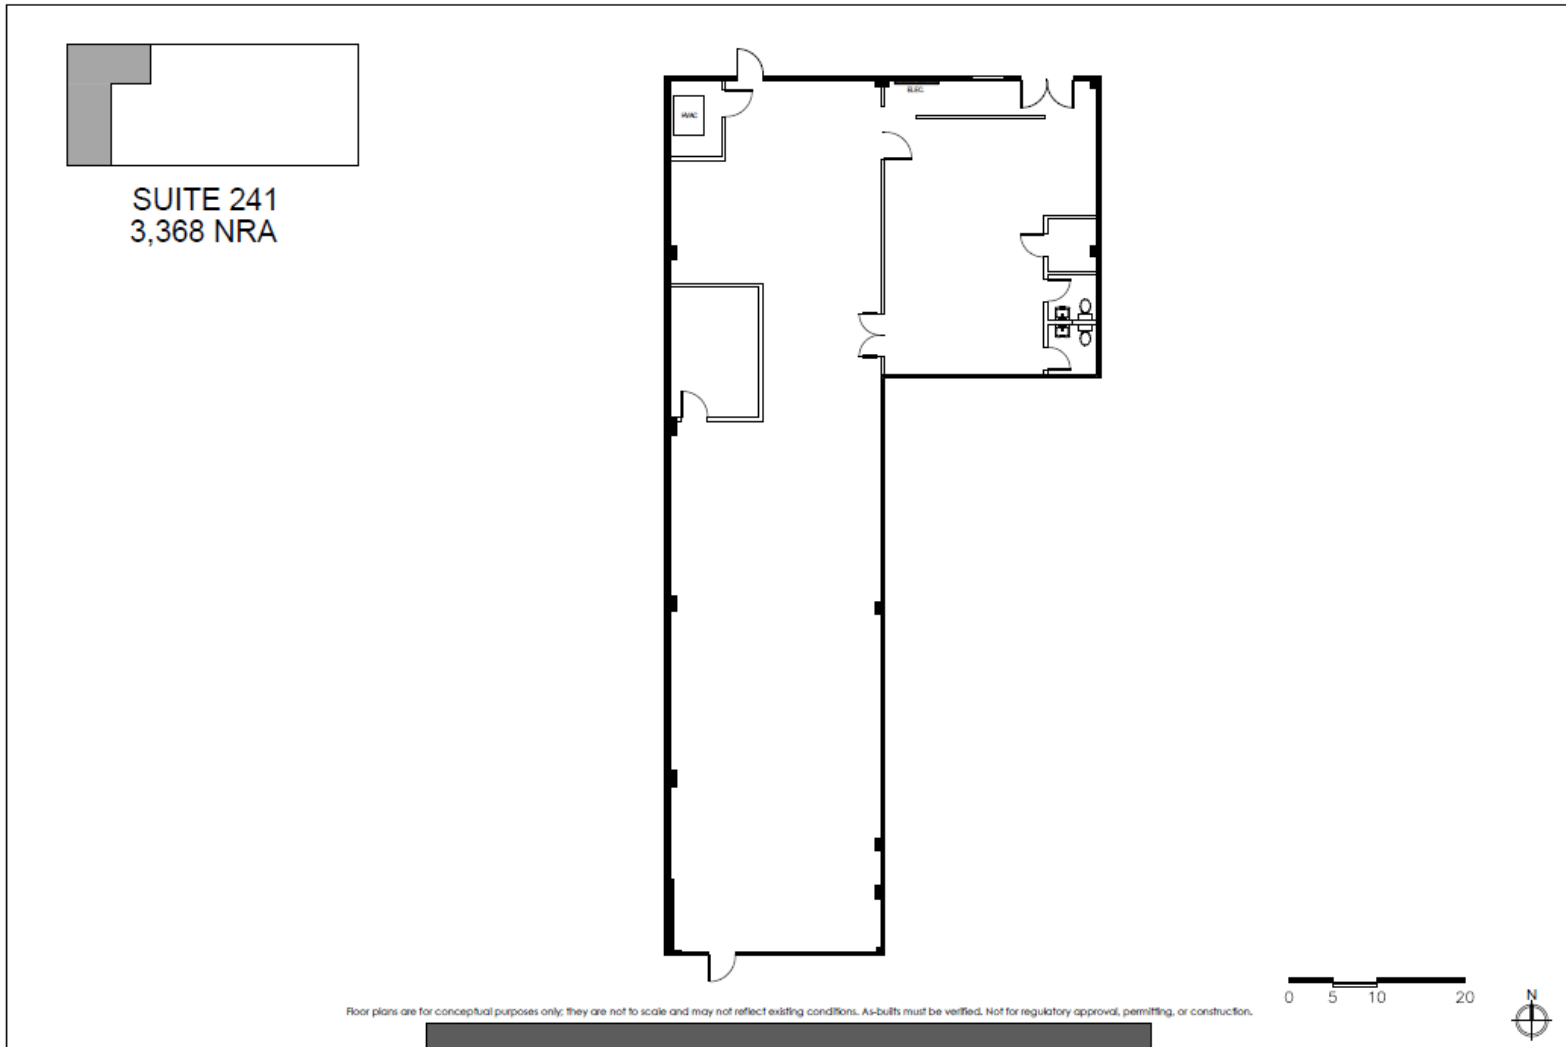 SUITE 241
3,368 NRA
HVAC
ELEC.
0 5 10 20
N
Floor plans are for conceptual purposes only; they are not to scale and may not reflect existing conditions. As-builts must be verified. Not for regulatory approval, permitting, or construction.